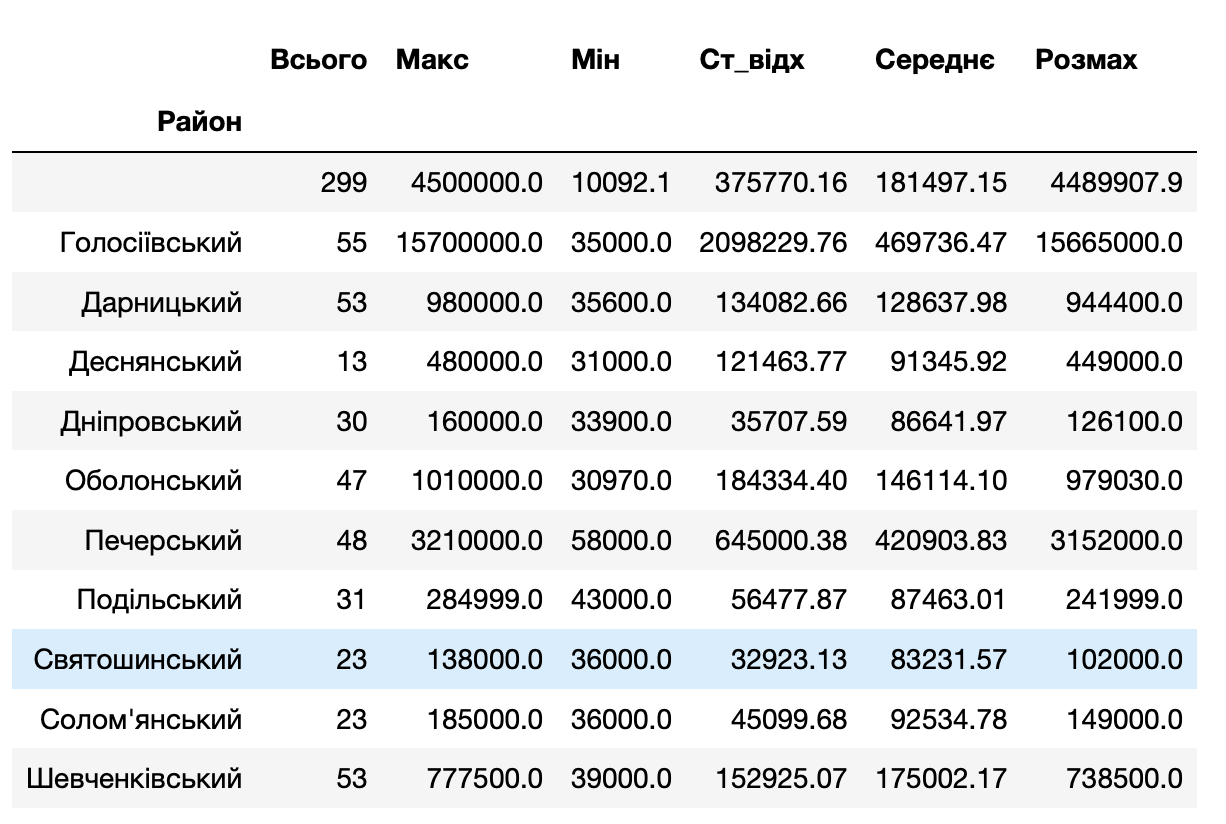 Всього Макс Мін Ст_відх Середнє Розмах
Район
299 4500000.0 10092.1 375770.16 181497.15 4489907.9
Голосіївський 55 15700000.0 35000.0 2098229.76 469736.47 15665000.0
Дарницький 53 980000.0 35600.0 134082.66 128637.98 944400.0
Деснянський 13 480000.0 31000.0 121463.77 91345.92 449000.0
Дніпровський 30 160000.0 33900.0 35707.59 86641.97 126100.0
Оболонський 47 1010000.0 30970.0 184334.40 146114.10 979030.0
Печерський 48 3210000.0 58000.0 645000.38 420903.83 3152000.0
Подільський 31 284999.0 43000.0 56477.87 87463.01 241999.0
Святошинський 23 138000.0 36000.0 32923.13 83231.57 102000.0
Солом'янський 23 185000.0 36000.0 45099.68 92534.78 149000.0
Шевченківський 53 777500.0 39000.0 152925.07 175002.17 738500.0